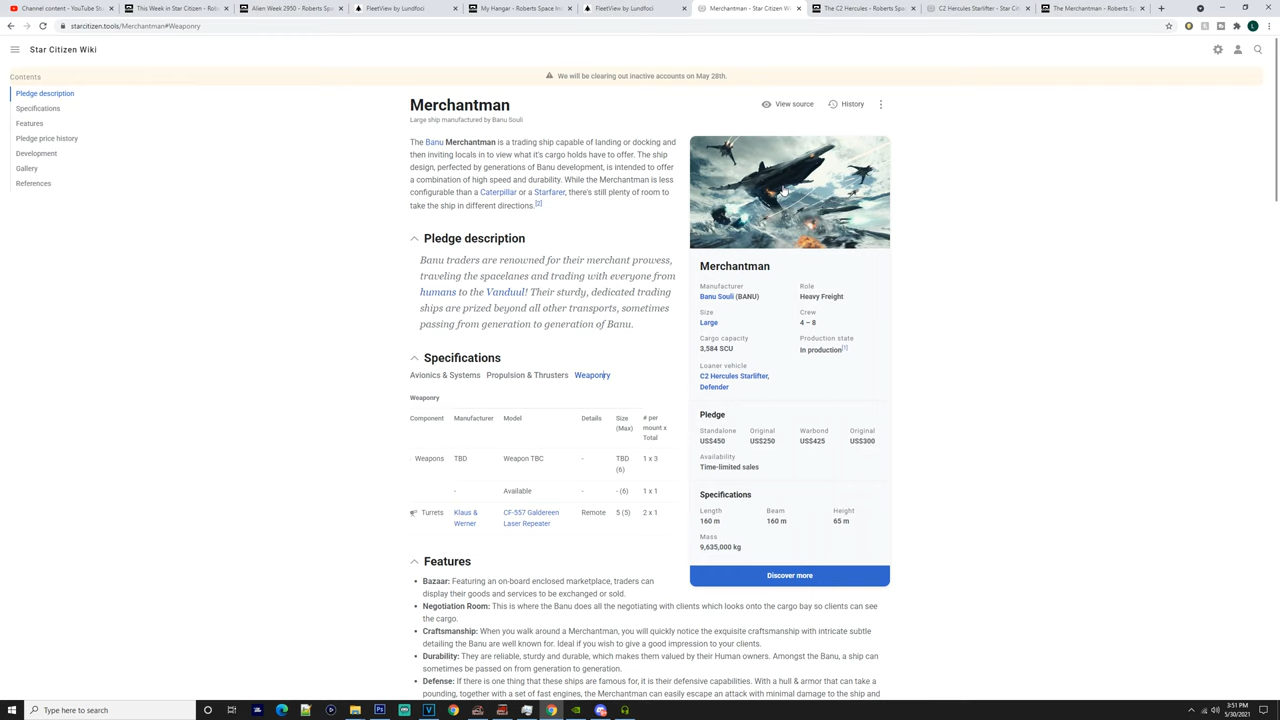 Channel content - YouTube Stu
This Week in Star Citizen - Robe
Alien Week 2950 - Roberts Spac
FleetView by Lundfoci
My Hangar - Roberts Space Ind
FleetView by Lundfoci
Merchantman - Star Citizen Wi
The C2 Hercules - Roberts Spa
C2 Hercules Starlifter - Star Cit
The Merchantman - Roberts Sp
starcitizen.tools/Merchantman#Weaponry
Star Citizen Wiki
We will be clearing out inactive accounts on May 28th.
Contents
Pledge description
Specifications
Features
Pledge price history
Development
Gallery
References
Merchantman
View source
History
Large ship manufactured by Banu Souli
The Banu Merchantman is a trading ship capable of landing or docking and
then inviting locals in to view what it's cargo holds have to offer. The ship
design, perfected by generations of Banu development, is intended to offer
a combination of high speed and durability. While the Merchantman is less
configurable than a Caterpillar or a Starfarer, there's still plenty of room to
take the ship in different directions.[2]
Pledge description
Banu traders are renowned for their merchant prowess,
traveling the spacelanes and trading with everyone from
humans to the Vanduul! Their sturdy, dedicated trading
ships are prized beyond all other transports, sometimes
passing from generation to generation of Banu.
Specifications
Avionics & Systems Propulsion & Thrusters Weaponry
Weaponry
Component Manufacturer Model Details Size (Max) # per mount x Total
Weapons TBD Weapon TBC - TBD (6) 1 x 3
- Available - - (6) 1 x 1
Turrets Klaus & Werner CF-557 Galdereen Laser Repeater Remote 5 (5) 2 x 1
Features
Bazaar: Featuring an on-board enclosed marketplace, traders can
display their goods and services to be exchanged or sold.
Negotiation Room: This is where the Banu does all the negotiating with clients which looks onto the cargo bay so clients can see
the cargo.
Craftsmanship: When you walk around a Merchantman, you will quickly notice the exquisite craftsmanship with intricate subtle
detailing the Banu are well known for. Ideal if you wish to give a good impression to your clients.
Durability: They are reliable, sturdy and durable, which makes them valued by their Human owners. Amongst the Banu, a ship can
sometimes be passed on from generation to generation.
Defense: If there is one thing that these ships are famous for, it is their defensive capabilities. With a hull & armor that can take a
pounding, together with a set of fast engines, the Merchantman can easily escape an attack with minimal damage to the ship and
Merchantman
Manufacturer Role
Banu Souli (BANU) Heavy Freight
Size Crew
Large 4 – 8
Cargo capacity Production state
3,584 SCU In production[1]
Loaner vehicle
C2 Hercules Starlifter,
Defender
Pledge
Standalone Original Warbond Original
US$450 US$250 US$425 US$300
Availability
Time-limited sales
Specifications
Length Beam Height
160 m 160 m 65 m
Mass
9,635,000 kg
Discover more
Type here to search
3:51 PM
5/30/2021